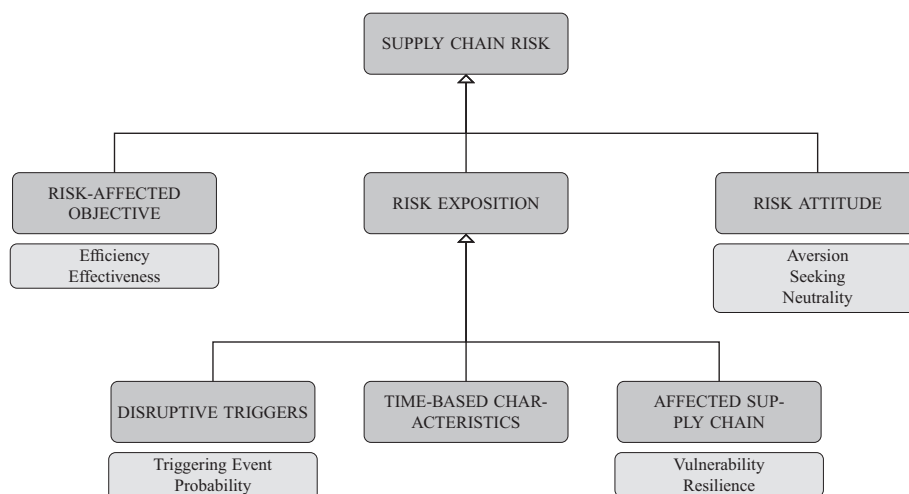 SUPPLY CHAIN RISK
RISK-AFFECTED
OBJECTIVE
Efficiency
Effectiveness
RISK EXPOSITION
RISK ATTITUDE
Aversion
Seeking
Neutrality
DISRUPTIVE TRIGGERS
Triggering Event
Probability
TIME-BASED CHAR-
ACTERISTICS
AFFECTED SUP-
PLY CHAIN
Vulnerability
Resilience